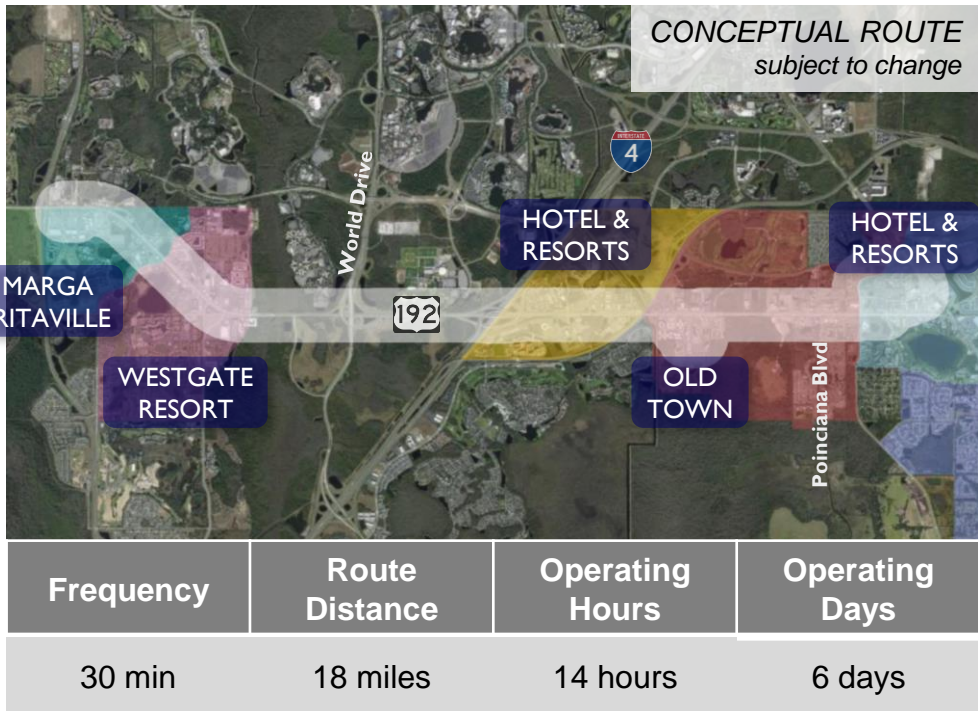 CONCEPTUAL ROUTE
subject to change
INTERSTATE
4
World Drive
HOTEL &
RESORTS
HOTEL &
RESORTS
MARGA
RITAVILLE
192
WESTGATE
RESORT
OLD
TOWN
Poinciana Blvd
Frequency
Route
Distance
Operating
Hours
Operating
Days
30 min
18 miles
14 hours
6 days